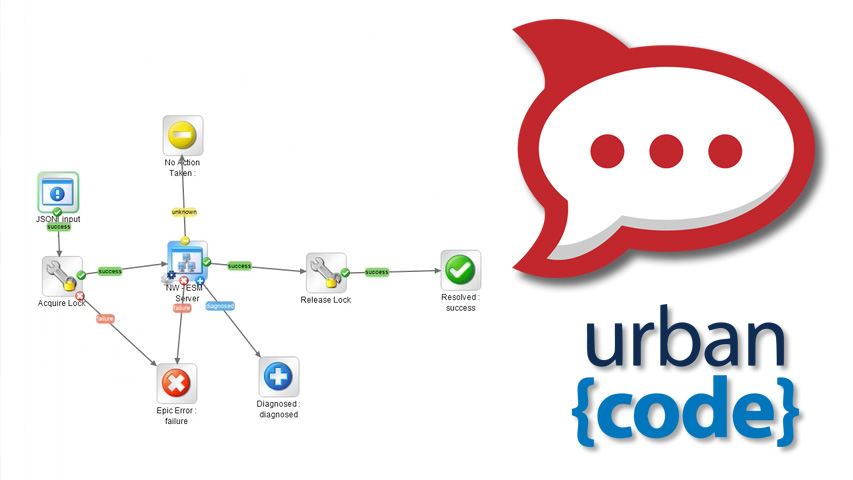 No Action
Taken :
unknown
JSON input
success
Acquire Lock
success
failure
NW - ESM
Server
success
failure
diagnosed
Release Lock
success
Resolved :
success
Epic Error :
failure
Diagnosed :
diagnosed
urban
{code}